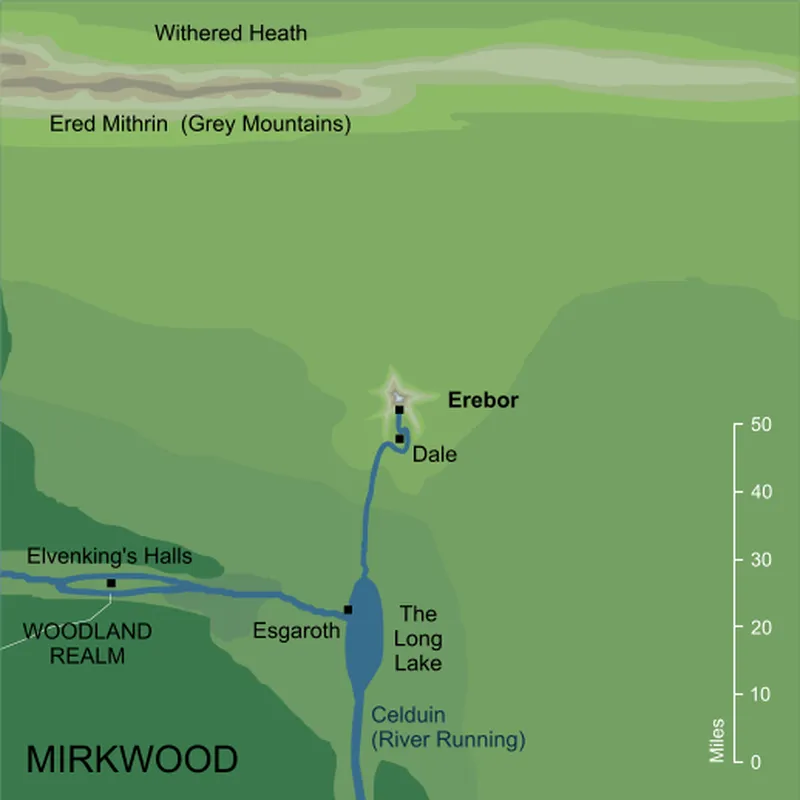 Withered Heath
Ered Mithrin (Grey Mountains)
Erebor
Dale
50
40
30
20
10
0
Miles
Elvenking's Halls
WOODLAND
REALM
Esgaroth
The
Long
Lake
Celduin
(River Running)
MIRKWOOD